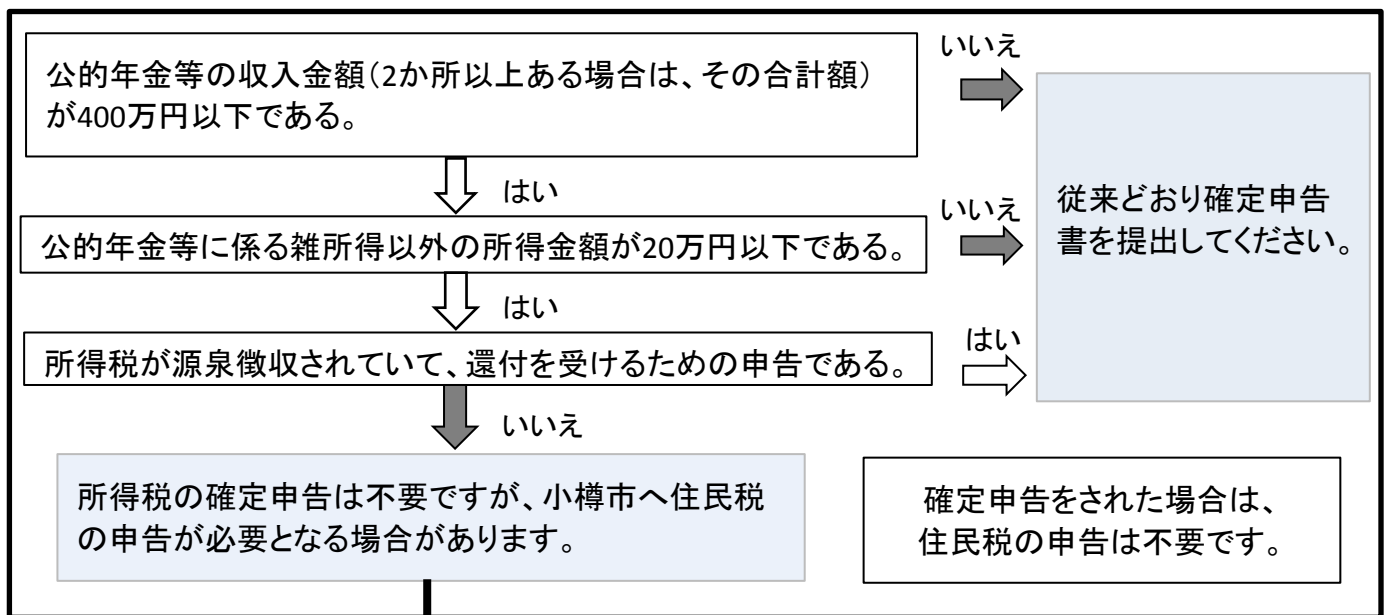 公的年金等の収入金額(2か所以上ある場合は、その合計額)
が400万円以下である。
いいえ
はい
公的年金等に係る雑所得以外の所得金額が20万円以下である。
いいえ
従来どおり確定申告
書を提出してください。
はい
所得税が源泉徴収されていて、還付を受けるための申告である。
はい
いいえ
所得税の確定申告は不要ですが、小樽市へ住民税
の申告が必要となる場合があります。
確定申告をされた場合は、
住民税の申告は不要です。